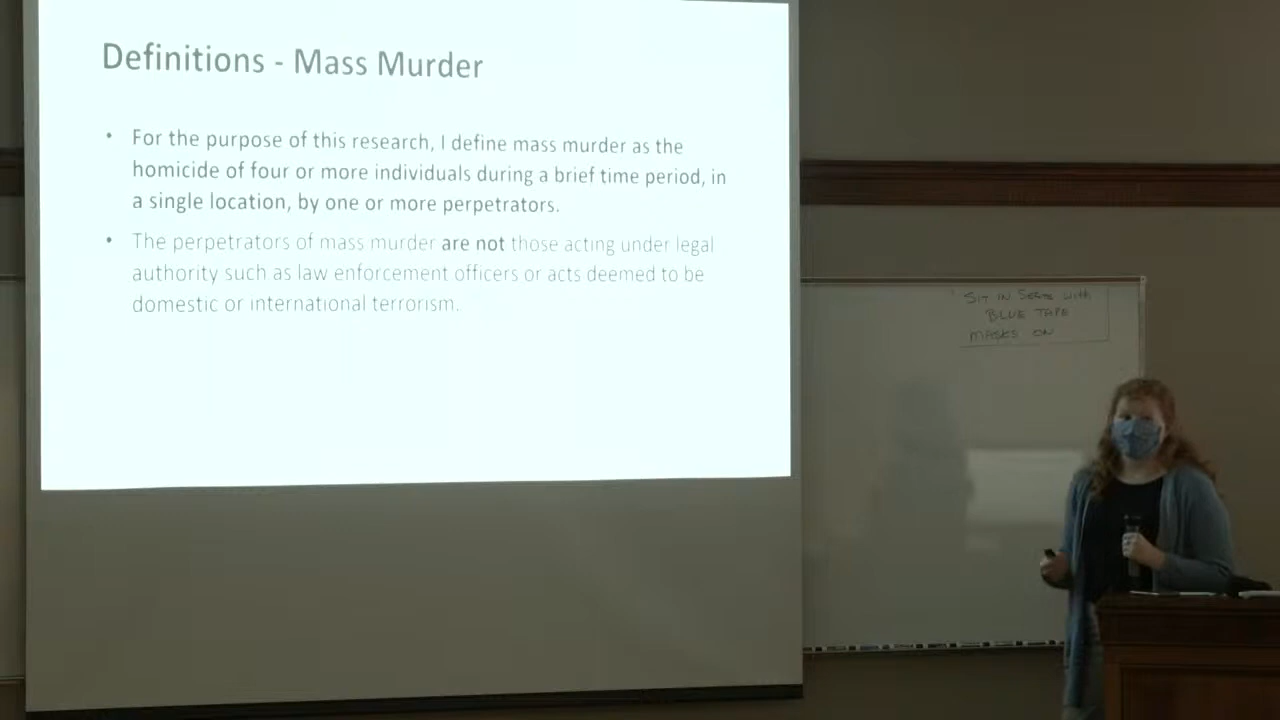 Definitions - Mass Murder
• For the purpose of this research, I define mass murder as the
homicide of four or more individuals during a brief time period, in
a single location, by one or more perpetrators.
• The perpetrators of mass murder are not those acting under legal
authority such as law enforcement officers or acts deemed to be
domestic or international terrorism.
SIT IN SEATS WITH
BLUE TAPE
MASKS ON